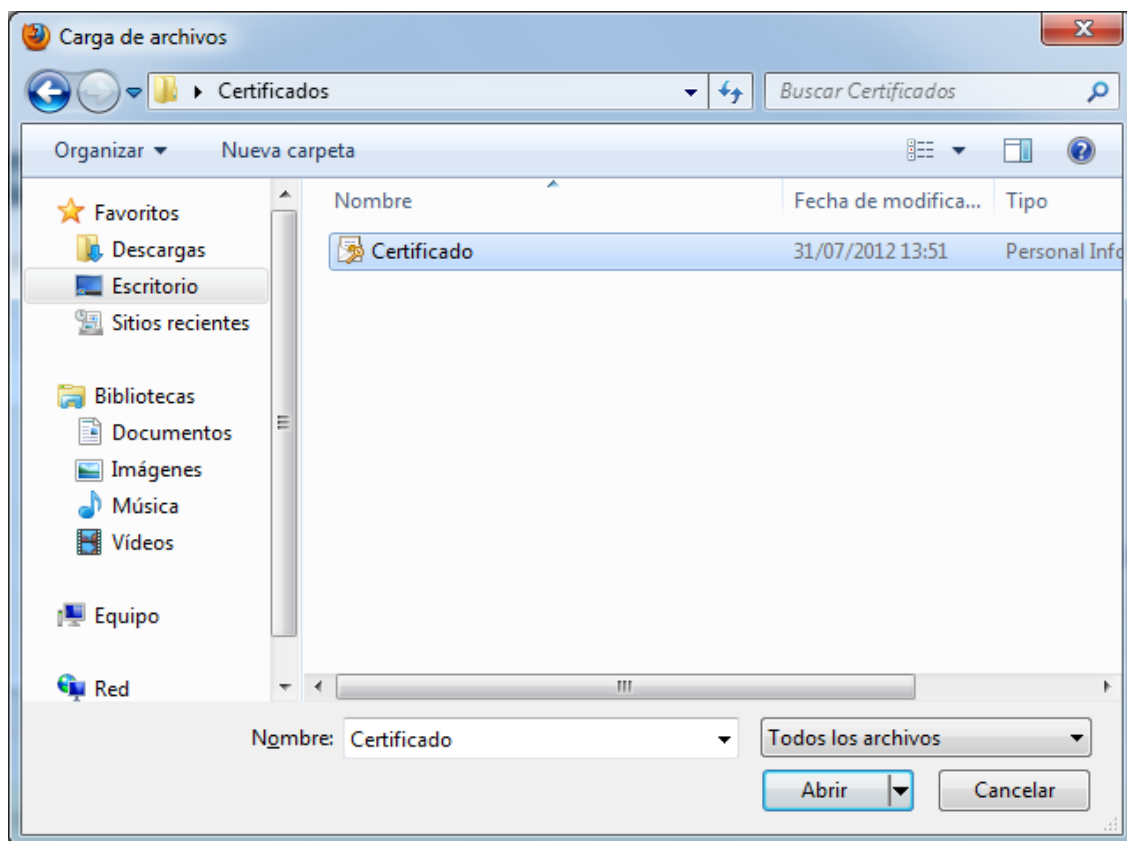 Carga de archivos
Certificados
Buscar Certificados
Organizar
Nueva carpeta
Nombre
Fecha de modifica...
Tipo
Favoritos
Descargas
Escritorio
Sitios recientes
Bibliotecas
Documentos
Imágenes
Música
Vídeos
Equipo
Red
Certificado
31/07/2012 13:51
Personal Info
Nombre:
Certificado
Todos los archivos
Abrir
Cancelar